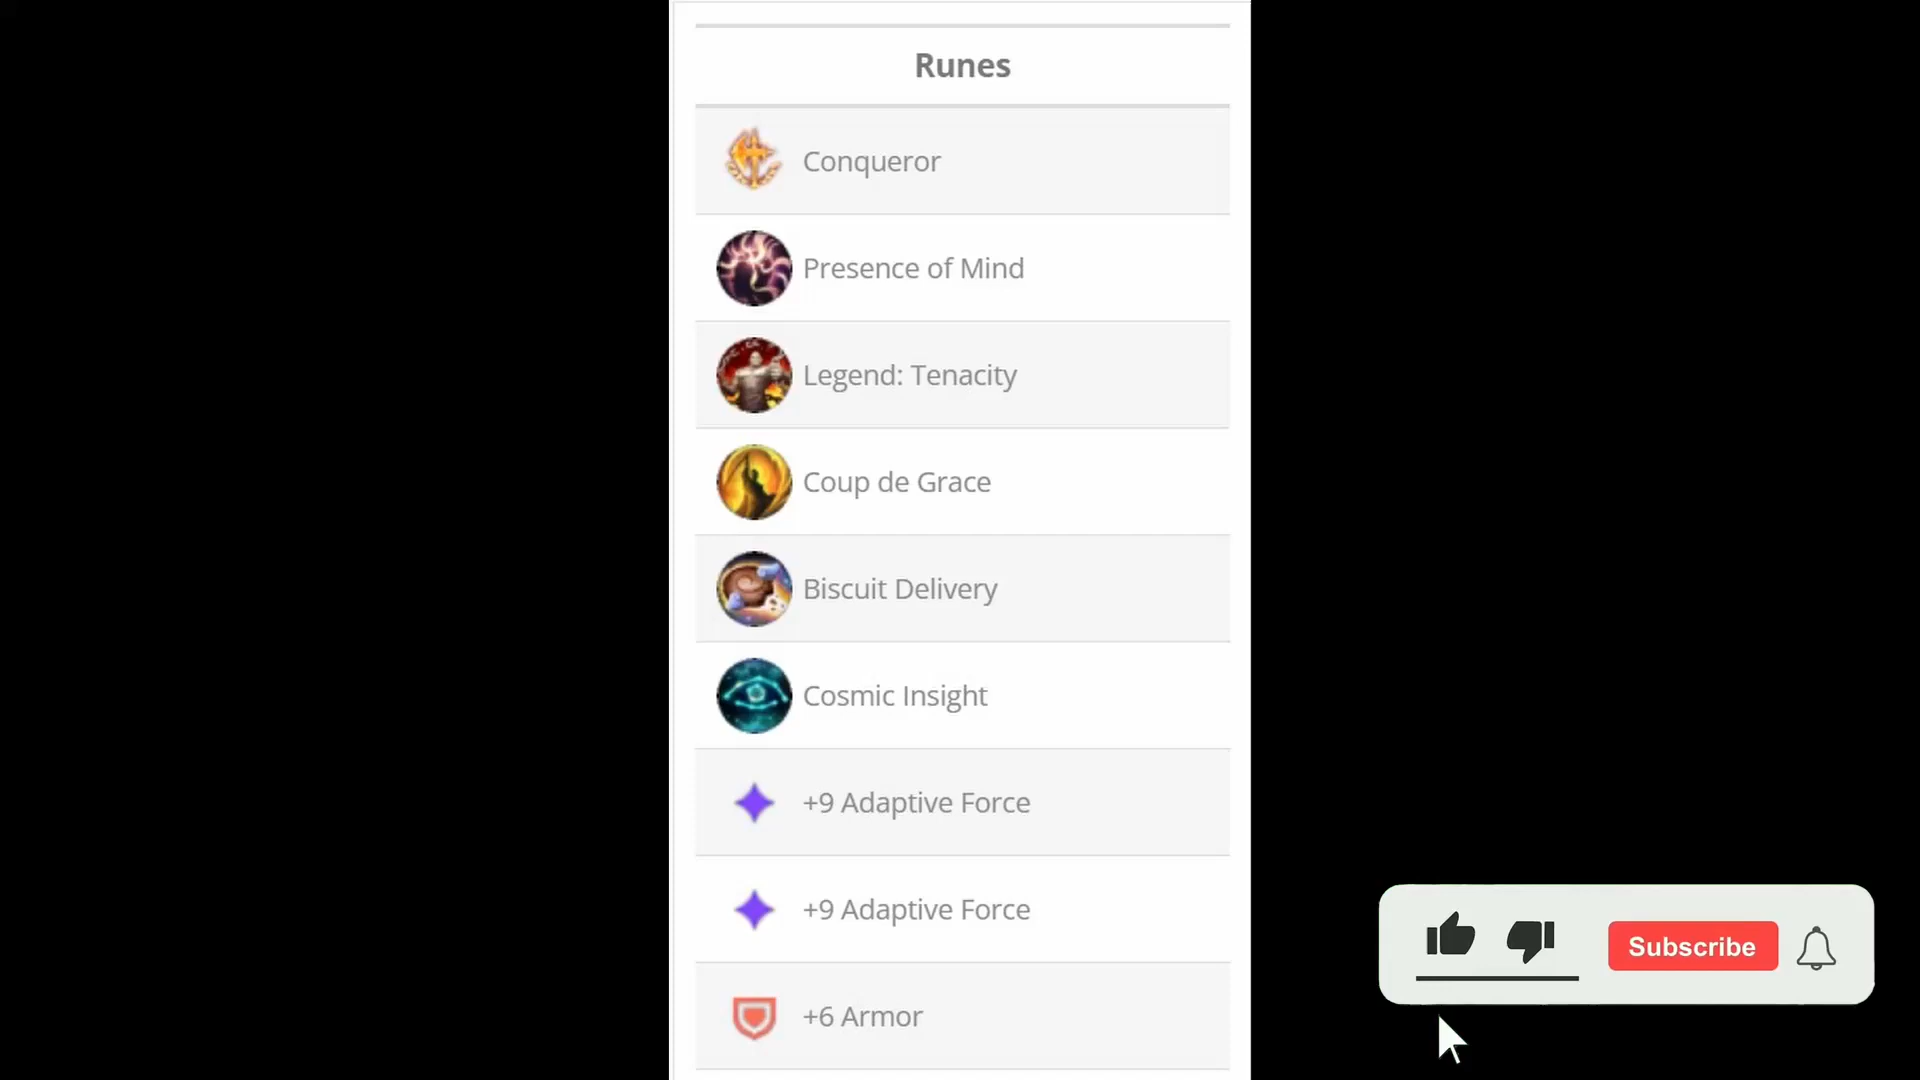 Runes
Conqueror
Presence of Mind
Legend: Tenacity
Coup de Grace
Biscuit Delivery
Cosmic Insight
+9 Adaptive Force
+9 Adaptive Force
+6 Armor
Subscribe